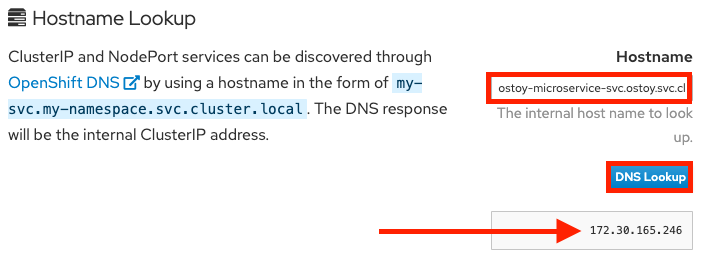 Hostname Lookup
ClusterIP and NodePort services can be discovered through
OpenShift DNS by using a hostname in the form of my-
svc.my-namespace.svc.cluster.local. The DNS response
will be the internal ClusterIP address.
Hostname
ostoy-microservice-svc.ostoy.svc.cl
The internal host name to look
up.
DNS Lookup
172.30.165.246